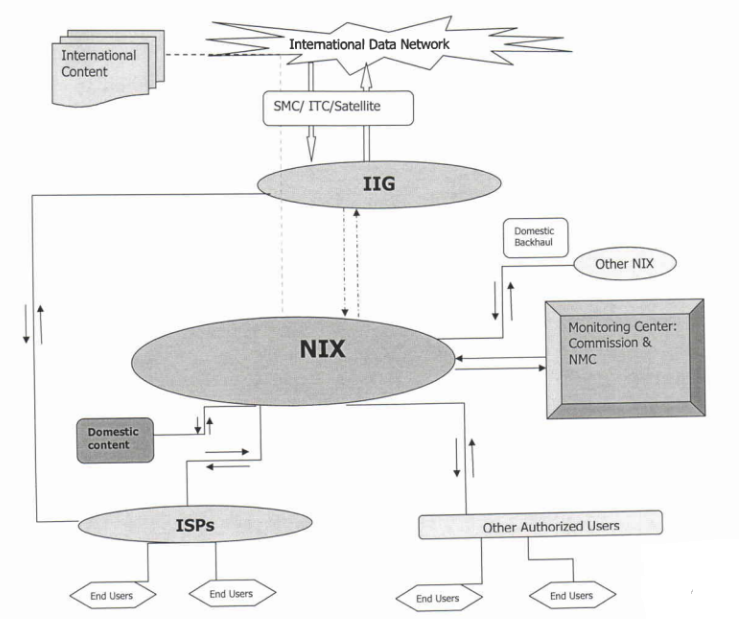 International Data Network
International
Content
SMC/ ITC/Satellite
IIG
Domestic
Backhaul
Other NIX
NIX
Monitoring Center:
Commission &
NMC
Domestic
content
ISPs
Other Authorized Users
End Users
End Users
End Users
End Users